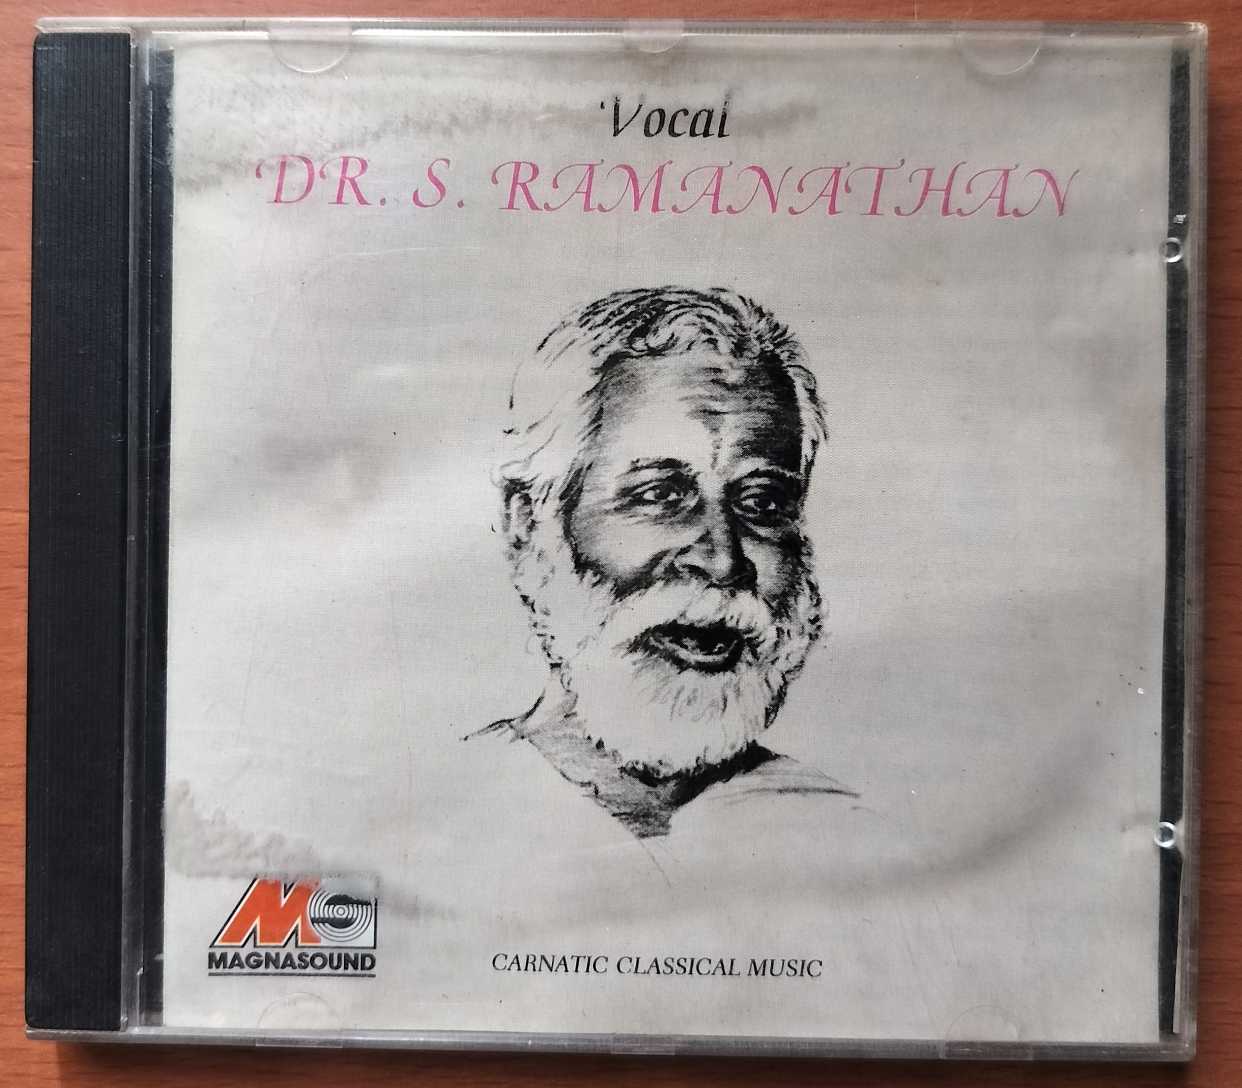 Vocal
DR. S. RAMANATHAN
MAGNASOUND
CARNATIC CLASSICAL MUSIC